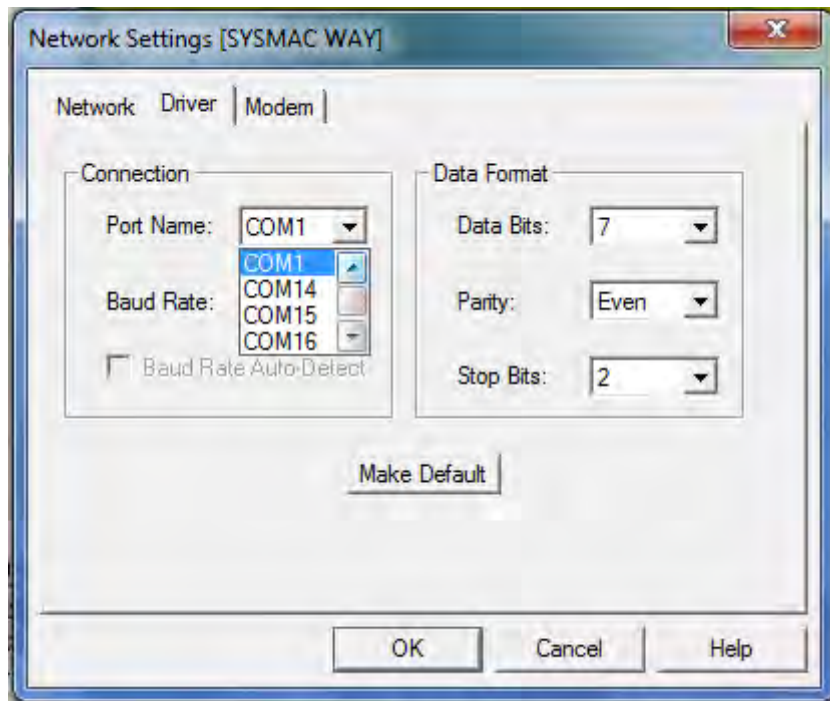 Network Settings [SYSMAC WAY]
Network Driver Modem
Connection
Port Name: COM1
COM1
COM14
COM15
COM16
Baud Rate:
Baud Rate Auto-Detect
Data Format
Data Bits: 7
Parity: Even
Stop Bits: 2
Make Default
OK Cancel Help